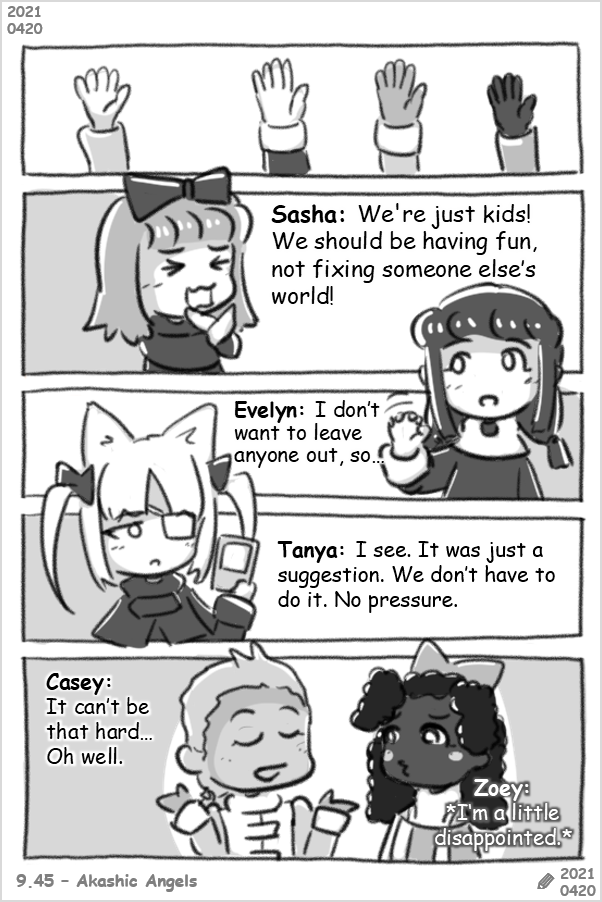 2021
0420
Sasha: We're just kids!
We should be having fun,
not fixing someone else's
world!
Evelyn: I don't
want to leave
anyone out, so...
Tanya: I see. It was just a
suggestion. We don't have to
do it. No pressure.
Casey:
It can't be
that hard...
Oh well.
Zoey:
*I'm a little
disappointed.*
9.45 – Akashic Angels
2021
0420